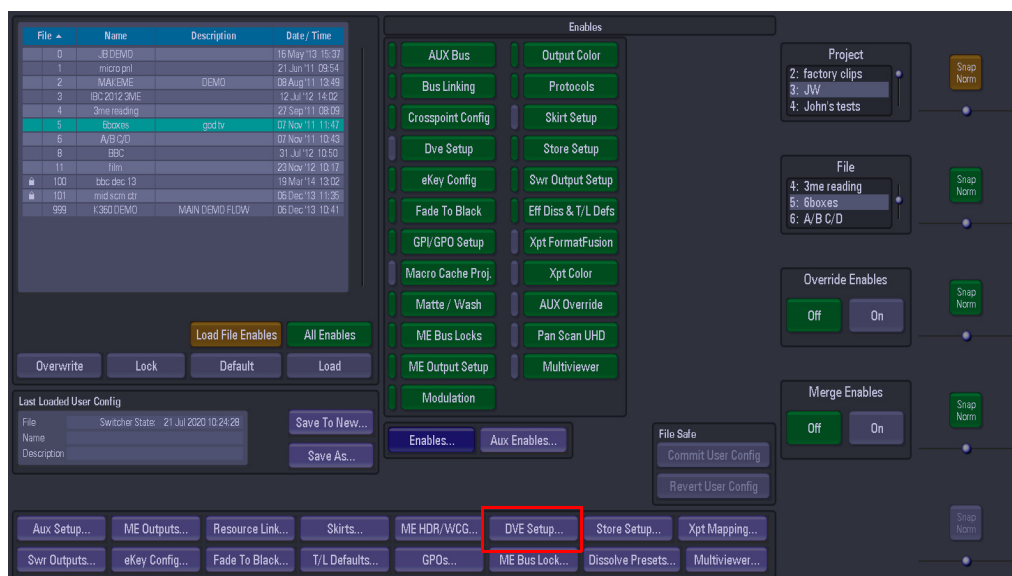 Enables
File Name Description Date / Time
0 JB DEMO 16 May '13 15:37
1 micro pnl 21 Jun '11 09:54
2 MAKEME DEMO 08 Aug '11 13:49
3 IBC 2012 3ME 12 Jul '12 14:02
4 3me reading 27 Sep '11 08:09
5 6boxes god tv 07 Nov '11 11:47
6 A/B C/D 07 Nov '11 10:43
8 BBC 31 Jul '12 10:50
11 film 23 Nov '12 10:17
100 bbc dec 13 19 Mar '14 13:02
101 mid scm ctr 06 Dec '13 11:35
999 K360 DEMO MAIN DEMO FLOW 06 Dec '13 10:41
Load File Enables All Enables
Overwrite Lock Default Load
Last Loaded User Config
File Switcher State: 21 Jul 2020 10:24:28
Name
Description
Save To New...
Save As...
AUX Bus Output Color
Bus Linking Protocols
Crosspoint Config Skirt Setup
Dve Setup Store Setup
eKey Config Swr Output Setup
Fade To Black Eff Diss & T/L Defs
GPI/GPO Setup Xpt FormatFusion
Macro Cache Proj. Xpt Color
Matte / Wash AUX Override
ME Bus Locks Pan Scan UHD
ME Output Setup Multiviewer
Modulation
Enables... Aux Enables...
File Safe
Commit User Config
Revert User Config
Project
2: factory clips
3: JW
4: John's tests
Snap Norm
File
4: 3me reading
5: 6boxes
6: A/B C/D
Snap Norm
Override Enables
Off On
Snap Norm
Merge Enables
Off On
Snap Norm
Snap Norm
Aux Setup... ME Outputs... Resource Link... Skirts... ME HDR/WCG... DVE Setup... Store Setup... Xpt Mapping...
Swr Outputs... eKey Config... Fade To Black... T/L Defaults... GPOs... ME Bus Lock... Dissolve Presets... Multiviewer...